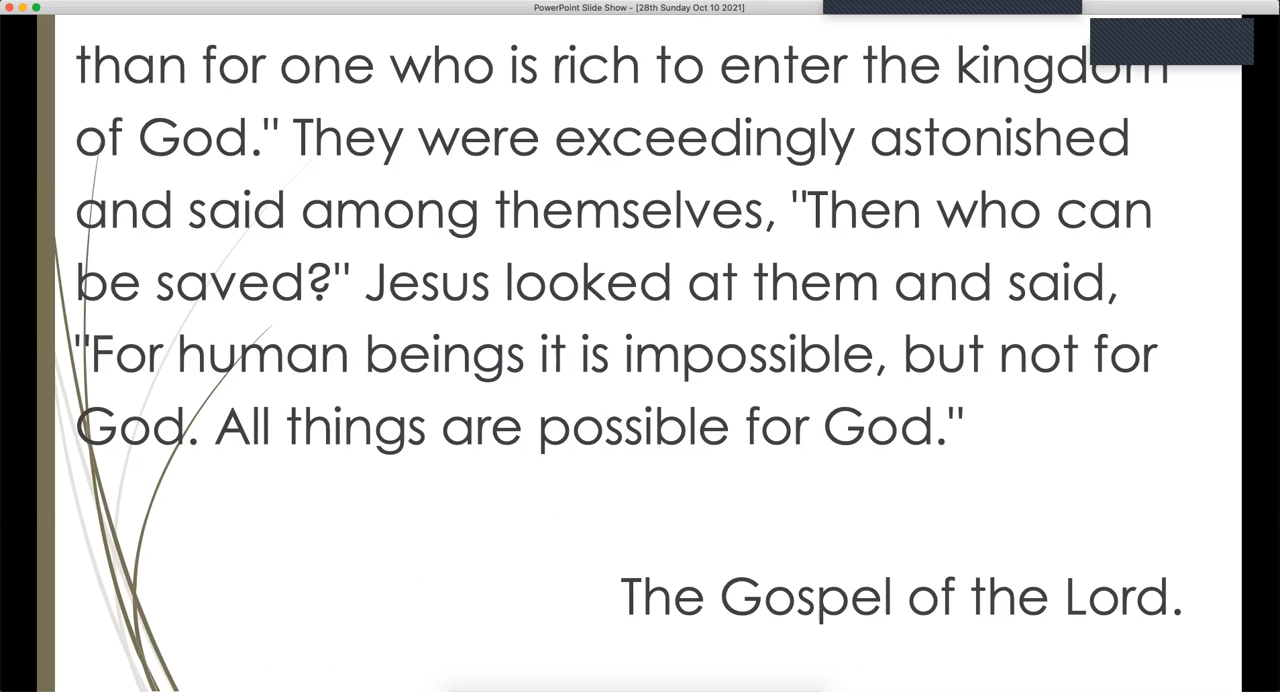 PowerPoint Slide Show - [28th Sunday Oct 10 2021]
than for one who is rich to enter the kingdom
of God." They were exceedingly astonished
and said among themselves, "Then who can
be saved?" Jesus looked at them and said,
"For human beings it is impossible, but not for
God. All things are possible for God."
The Gospel of the Lord.